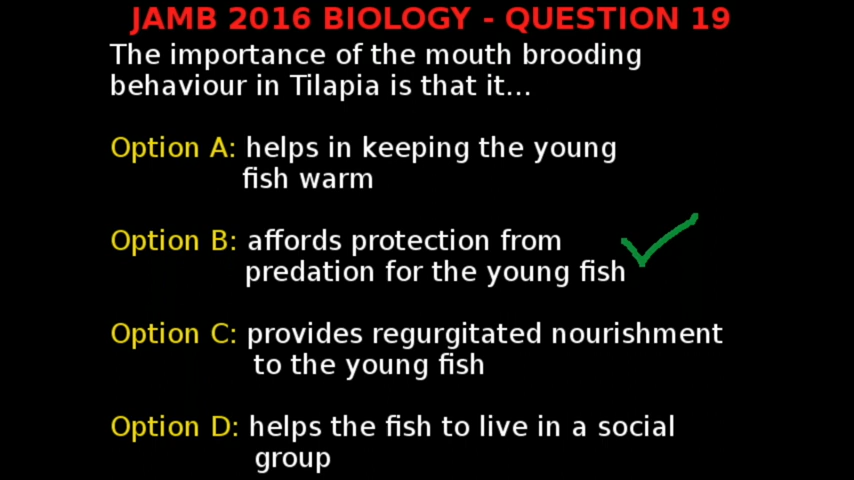 JAMB 2016 BIOLOGY - QUESTION 19
The importance of the mouth brooding
behaviour in Tilapia is that it...
Option A: helps in keeping the young
fish warm
Option B: affords protection from
predation for the young fish
Option C: provides regurgitated nourishment
to the young fish
Option D: helps the fish to live in a social
group